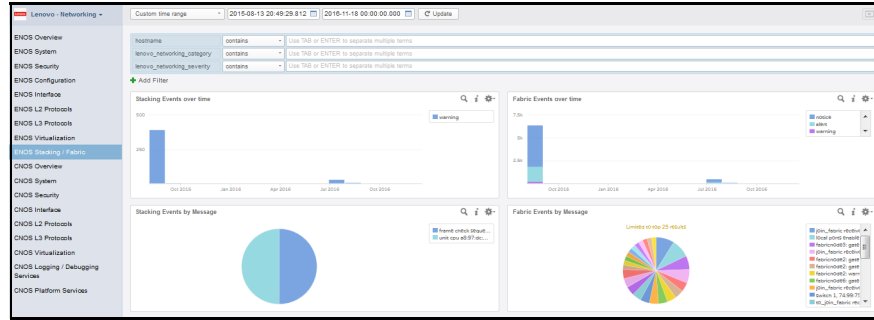 Lenovo - Networking
Custom time range
2015-08-13 20:49:29.812
2016-11-18 00:00:00.000
Update
ENOS Overview
ENOS System
ENOS Security
ENOS Configuration
ENOS Interface
ENOS L2 Protocols
ENOS L3 Protocols
ENOS Virtualization
ENOS Stacking / Fabric
CNOS Overview
CNOS System
CNOS Security
CNOS Interface
CNOS L2 Protocols
CNOS L3 Protocols
CNOS Virtualization
CNOS Logging / Debugging
Services
CNOS Platform Services
hostname contains Use TAB or ENTER to separate multiple terms
lenovo_networking_category contains Use TAB or ENTER to separate multiple terms
lenovo_networking_severity contains Use TAB or ENTER to separate multiple terms
Add Filter
Stacking Events over time
warning
Jan 2016 Apr 2016 Jul 2016 Oct 2016
Fabric Events over time
7.5k
notice
alert
warning
Jan 2016 Apr 2016 Jul 2016 Oct 2016
Stacking Events by Message
Fabric Events by Message
Limited to top 25 results